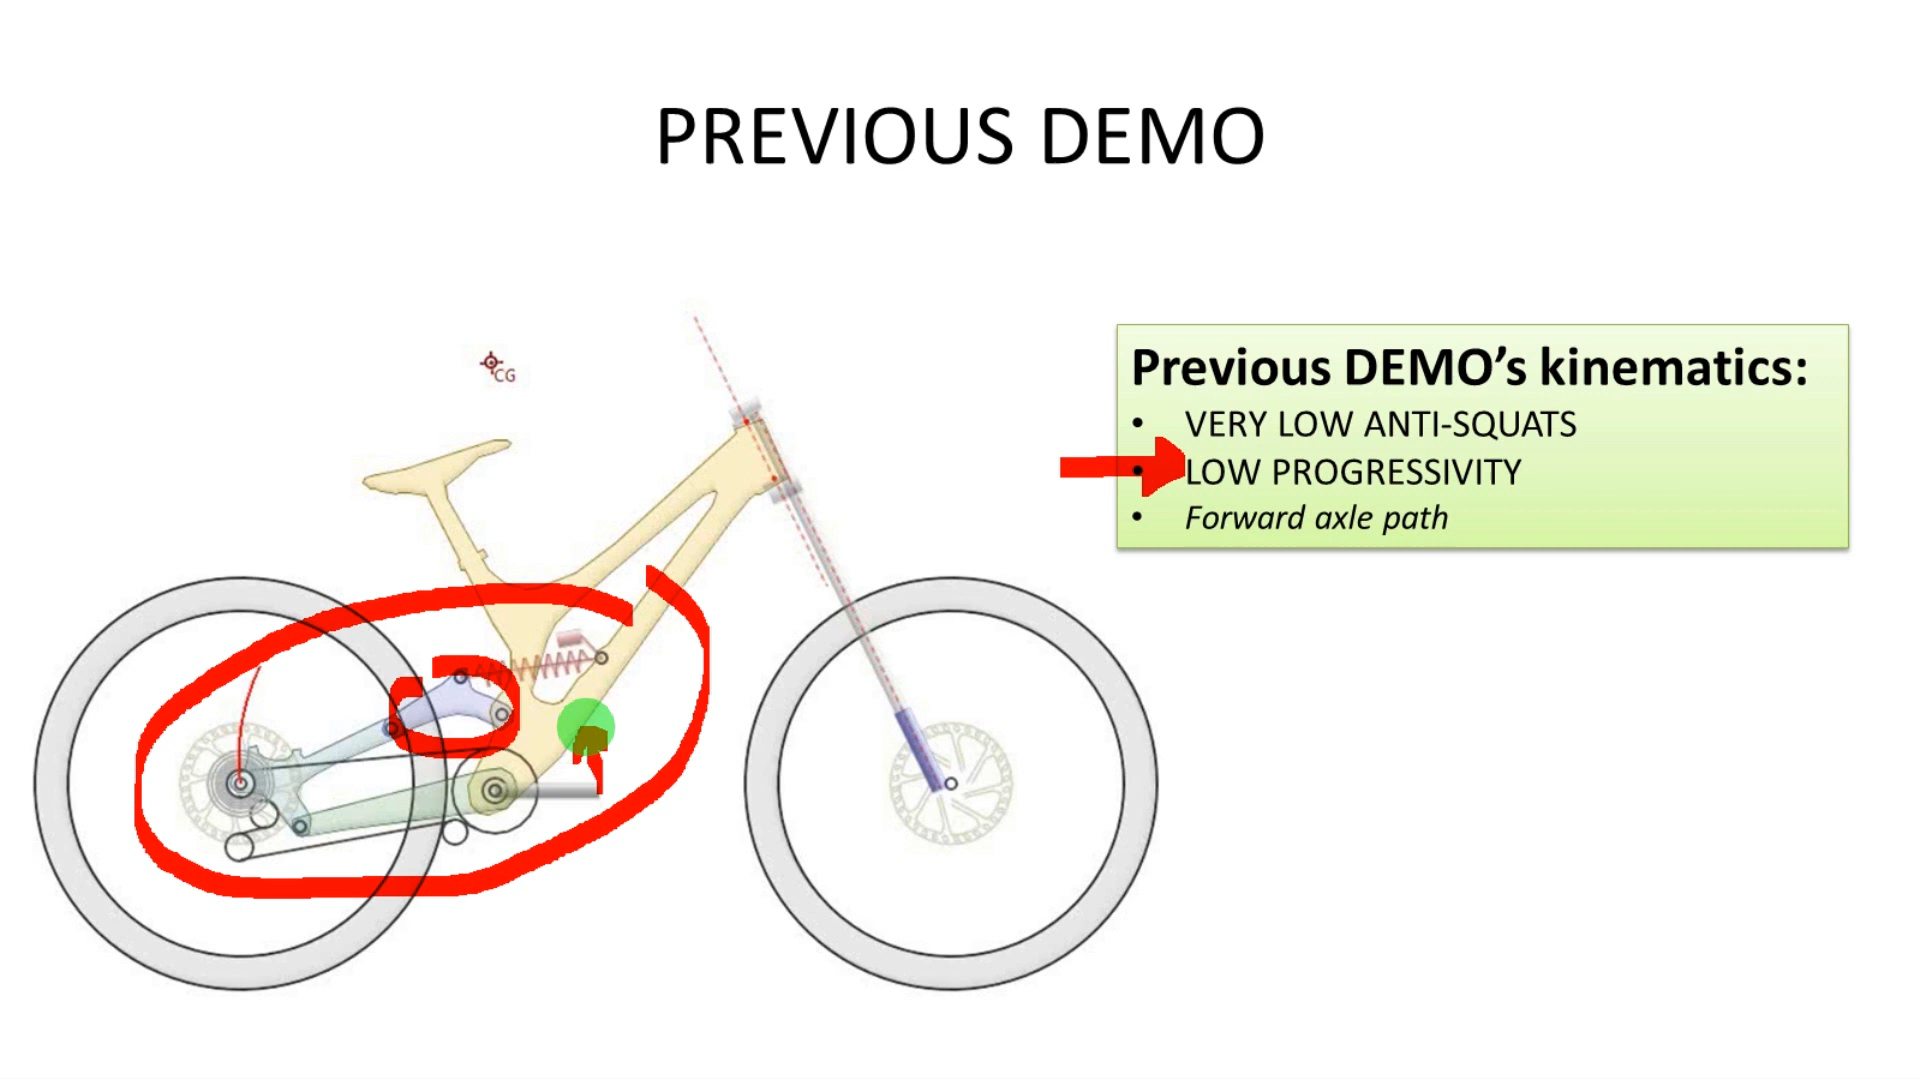 PREVIOUS DEMO
CG
Previous DEMO’s kinematics:
• VERY LOW ANTI-SQUATS
• LOW PROGRESSIVITY
• Forward axle path